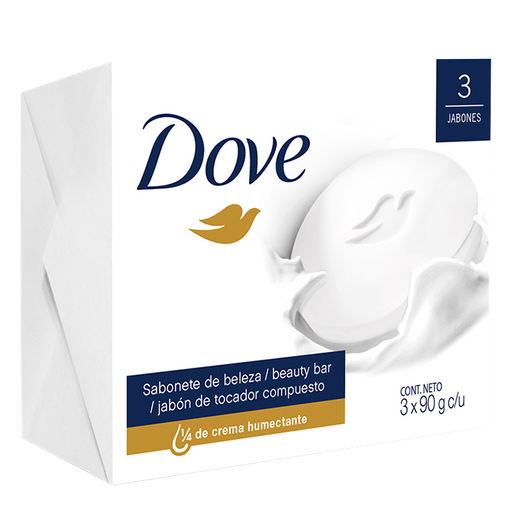 3
JABONES
Dove
Sabonete de beleza / beauty bar
/ jabón de tocador compuesto
¼ de crema humectante
CONT. NETO
3 x 90 g c/u